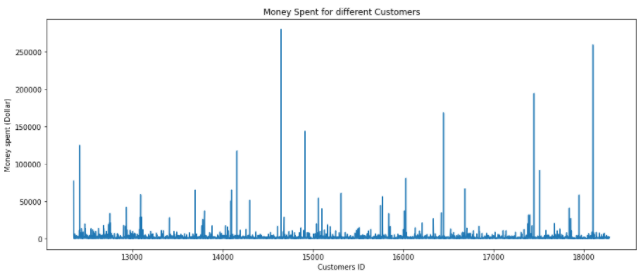 Money Spent for different Customers
Money spent (Dollar)
250000
200000
150000
100000
50000
0
13000 14000 15000 16000 17000 18000
Customers ID